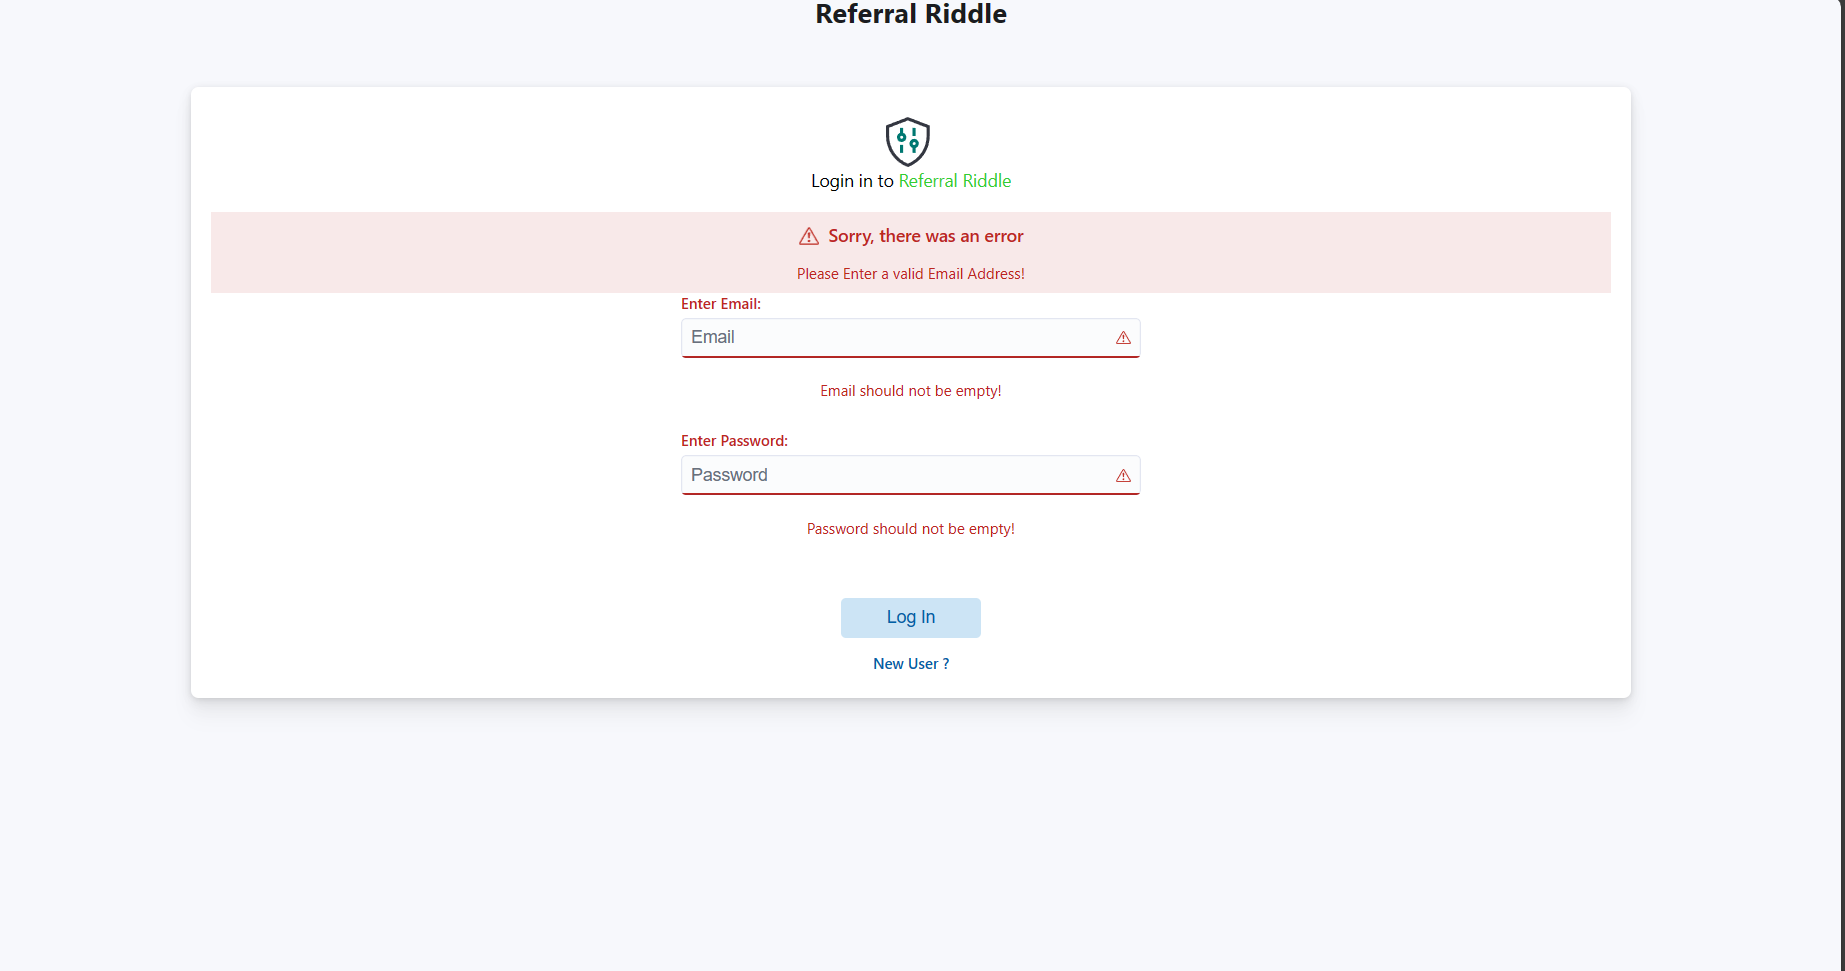 Referral Riddle
Login in to Referral Riddle
Sorry, there was an error
Please Enter a valid Email Address!
Enter Email:
Email
Email should not be empty!
Enter Password:
Password
Password should not be empty!
Log In
New User ?